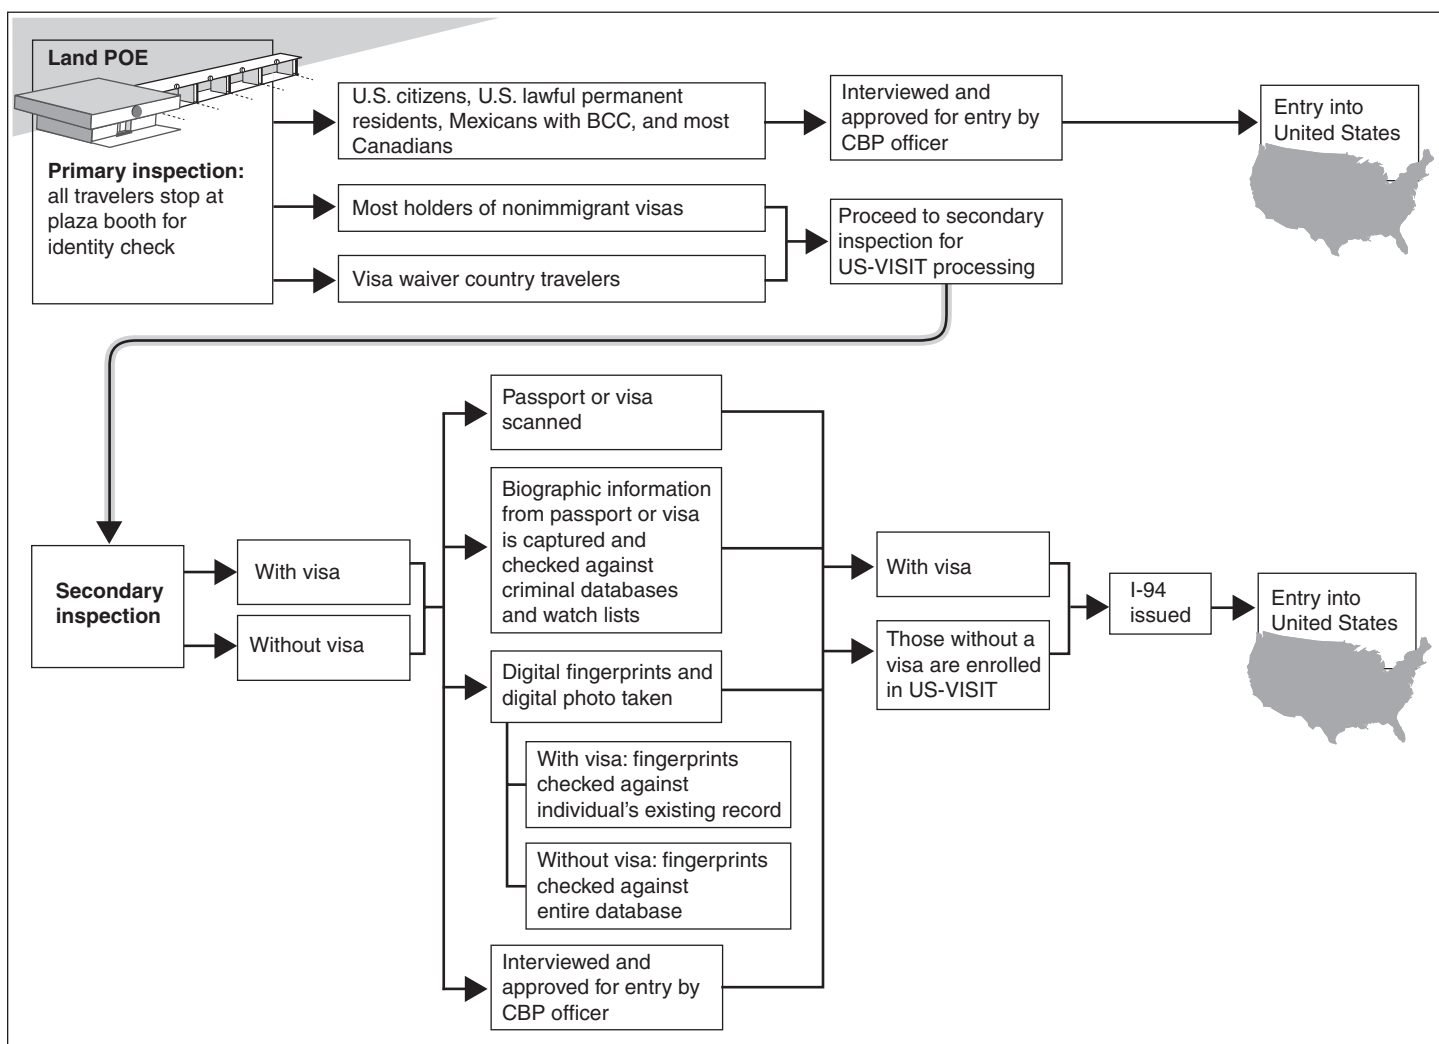 Land POE
Primary inspection:
all travelers stop at
plaza booth for
identity check
U.S. citizens, U.S. lawful permanent
residents, Mexicans with BCC, and most
Canadians
Interviewed and
approved for entry by
CBP officer
Entry into
United States
Most holders of nonimmigrant visas
Visa waiver country travelers
Proceed to secondary
inspection for
US-VISIT processing
Secondary
inspection
With visa
Without visa
Passport or visa
scanned
Biographic information
from passport or visa
is captured and
checked against
criminal databases
and watch lists
Digital fingerprints and
digital photo taken
With visa: fingerprints
checked against
individual’s existing record
Without visa: fingerprints
checked against
entire database
Interviewed and
approved for entry by
CBP officer
With visa
Those without a
visa are enrolled
in US-VISIT
I-94
issued
Entry into
United States